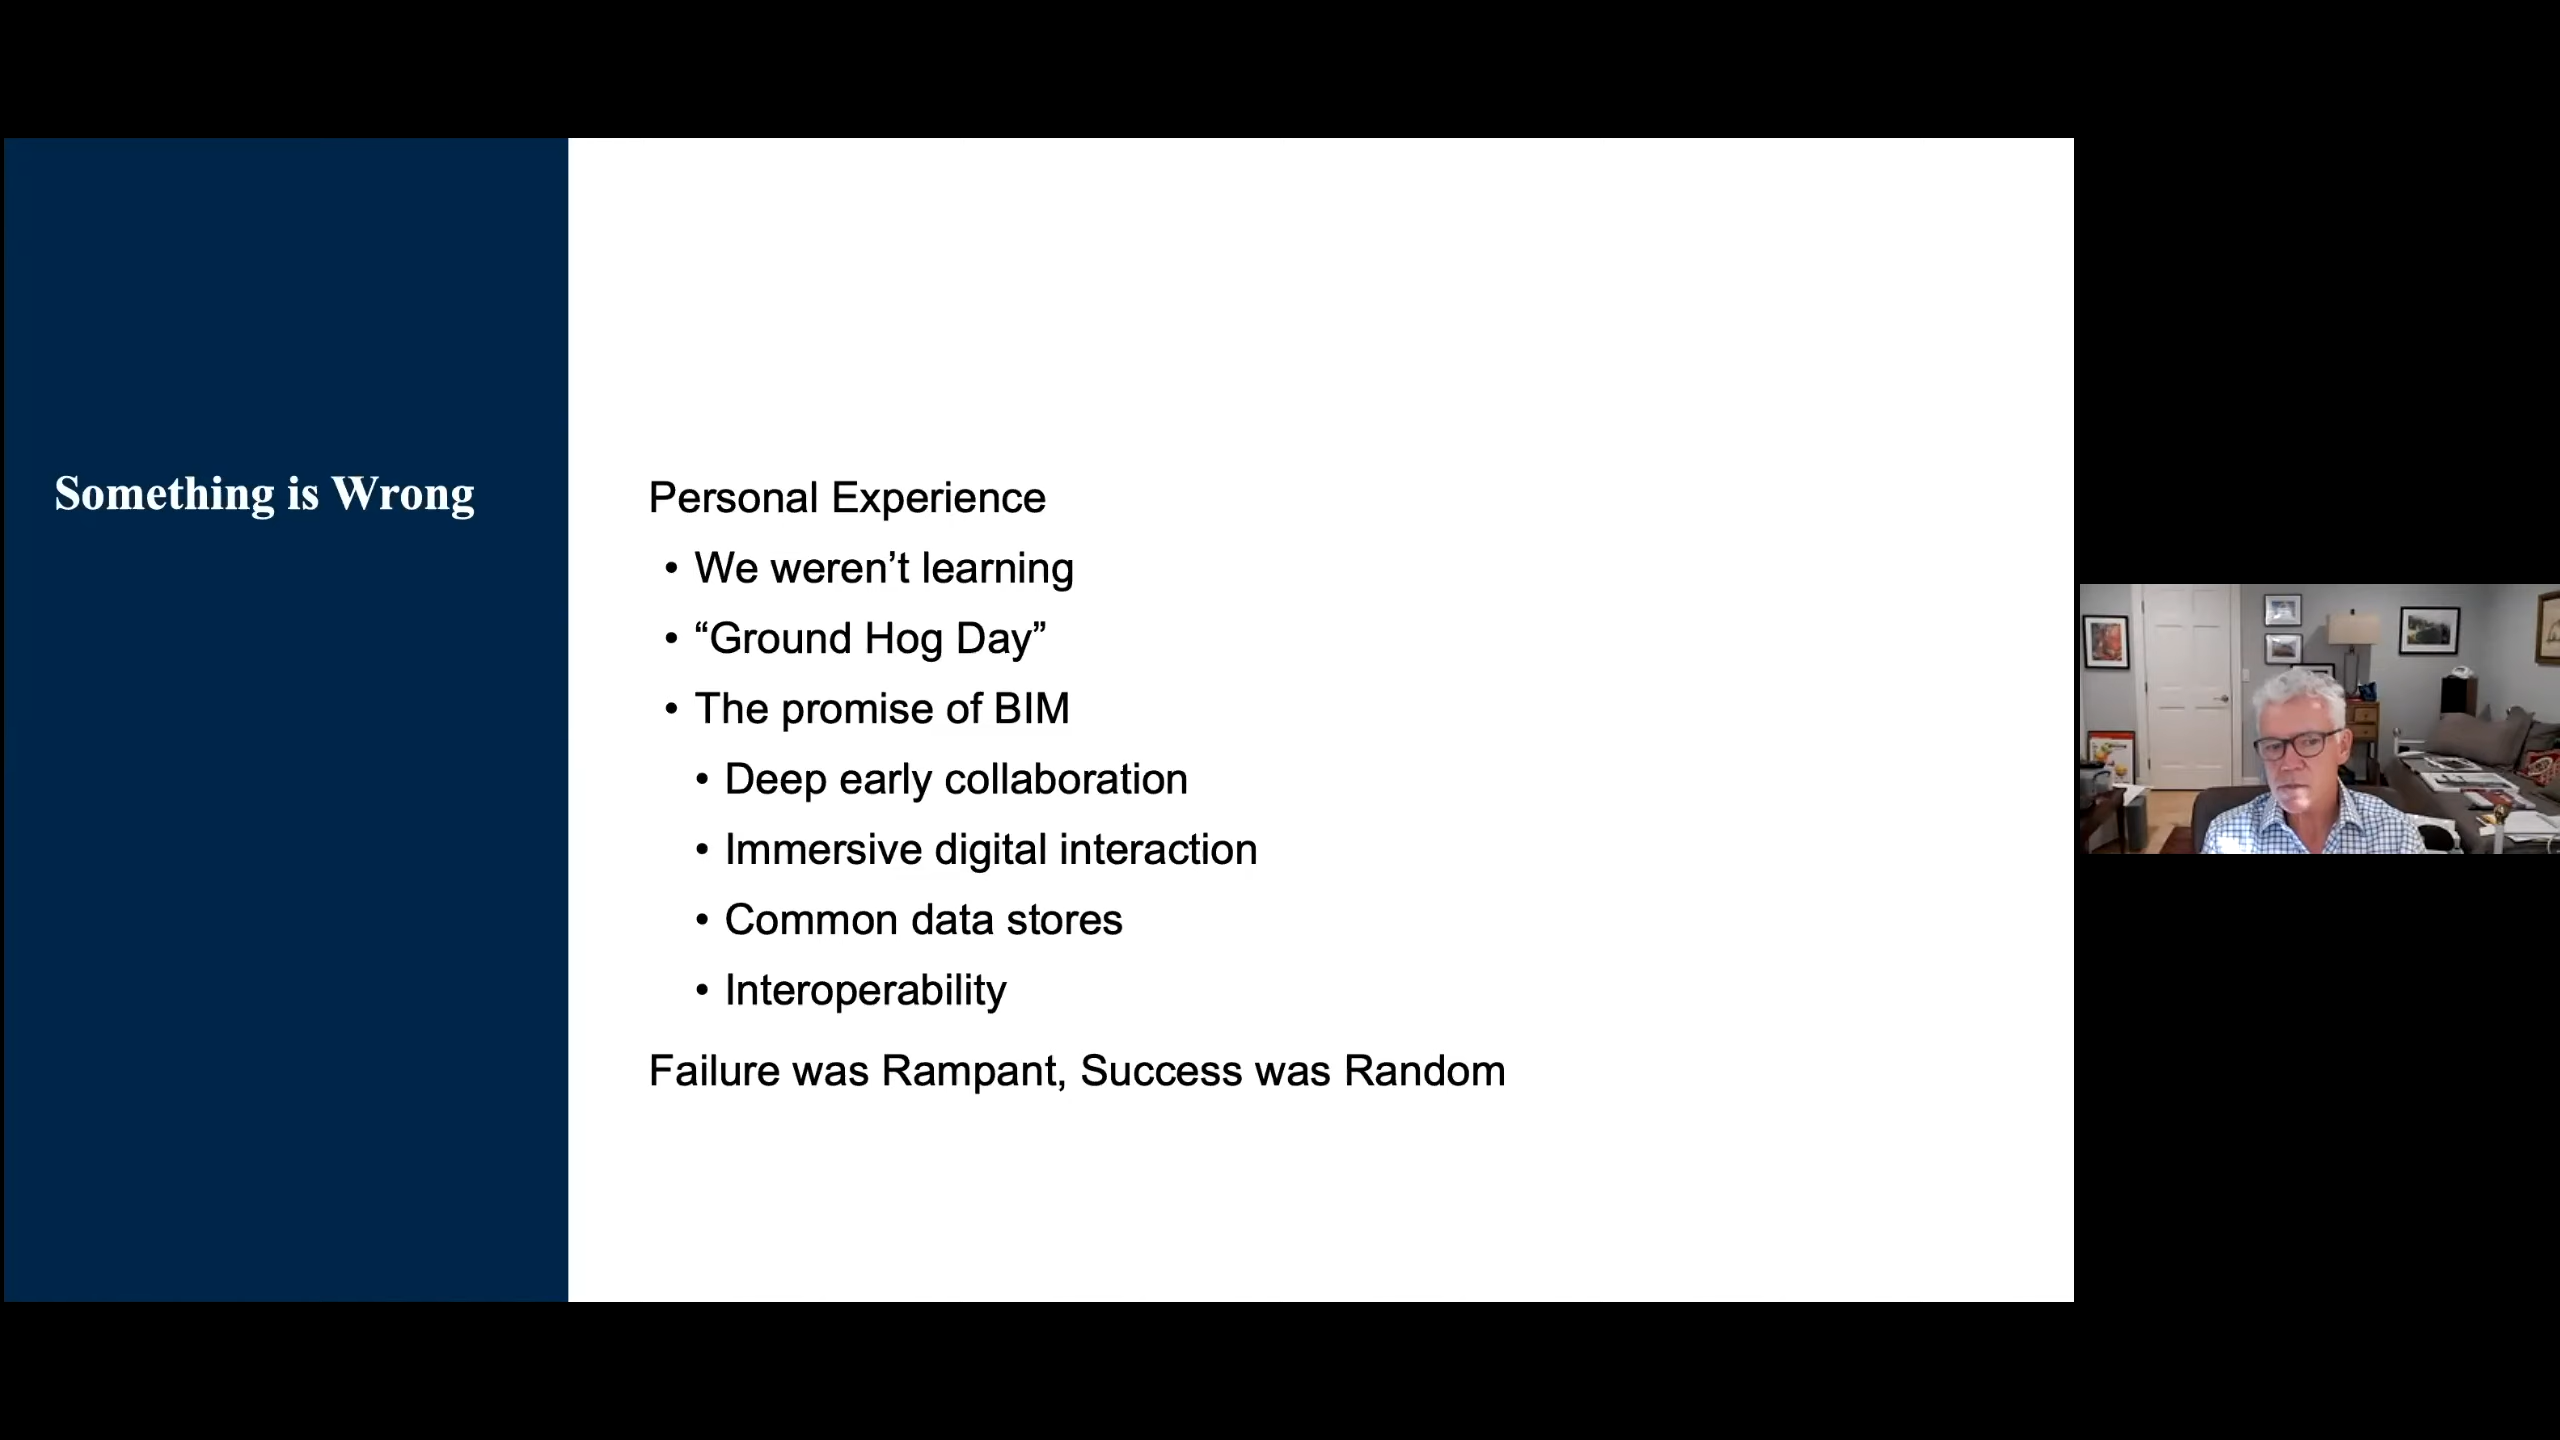 Something is Wrong
Personal Experience
• We weren’t learning
• “Ground Hog Day”
• The promise of BIM
• Deep early collaboration
• Immersive digital interaction
• Common data stores
• Interoperability
Failure was Rampant, Success was Random